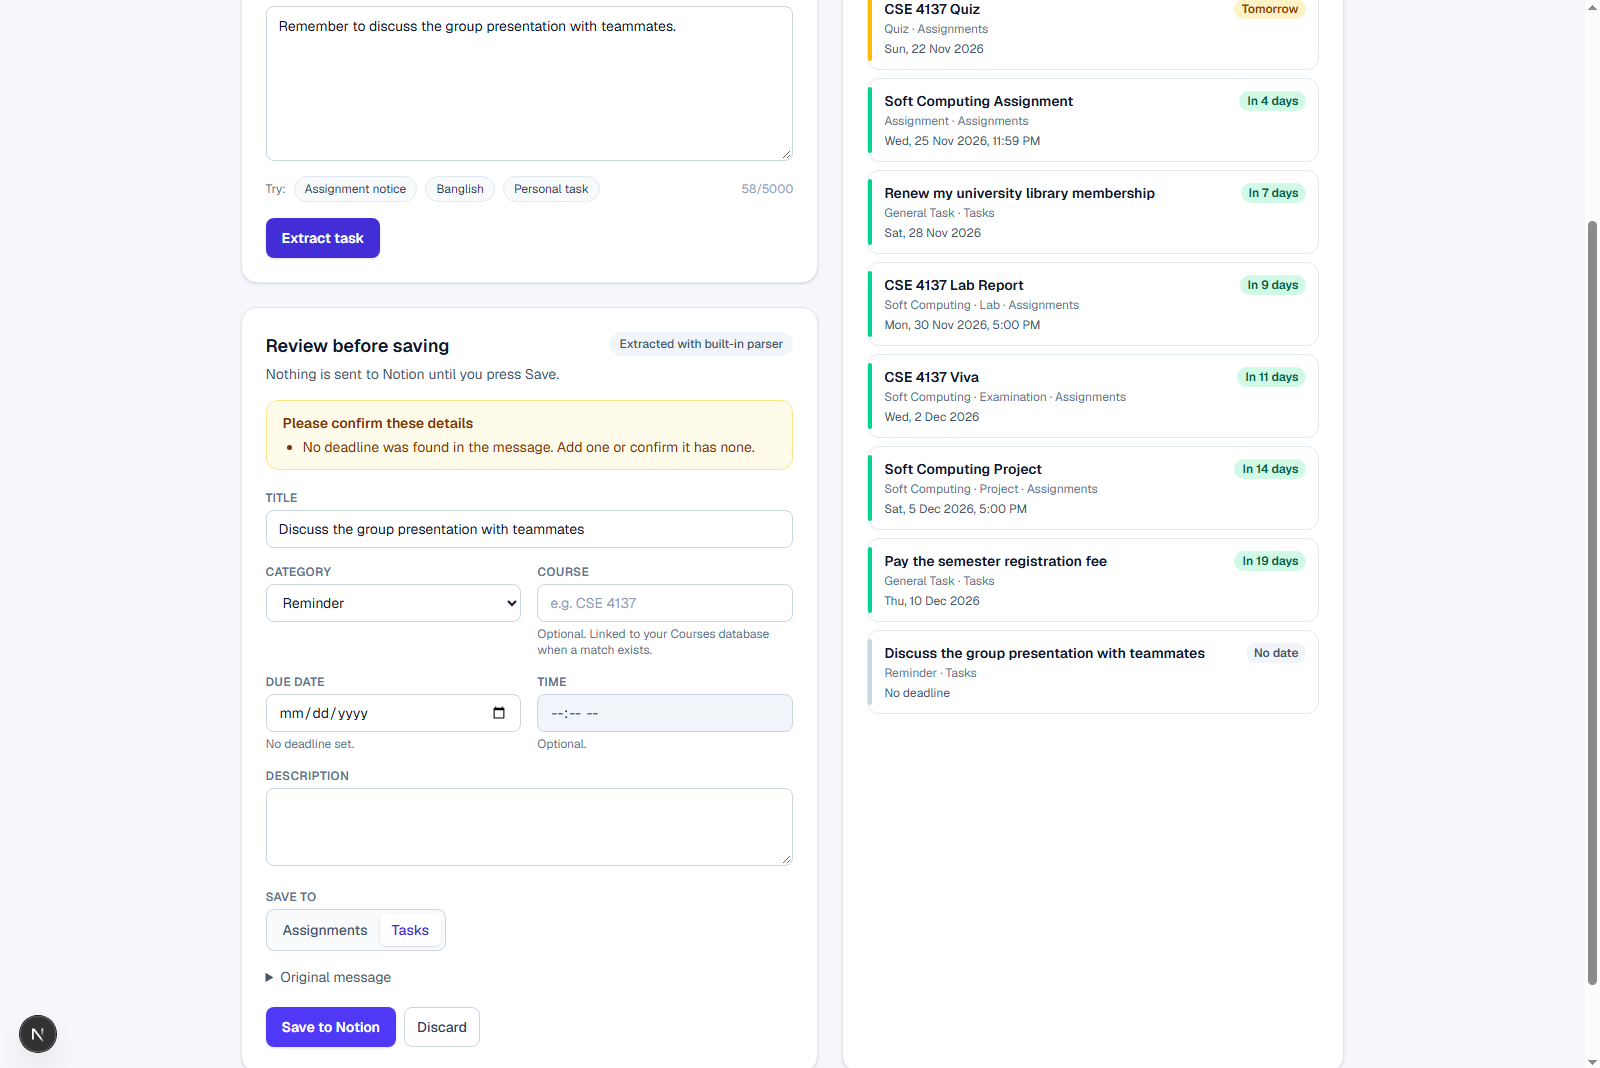 Remember to discuss the group presentation with teammates.
Try:
Assignment notice
Banglish
Personal task
58/5000
Extract task
Review before saving
Extracted with built-in parser
Nothing is sent to Notion until you press Save.
Please confirm these details
• No deadline was found in the message. Add one or confirm it has none.
TITLE
Discuss the group presentation with teammates
CATEGORY
COURSE
Reminder
e.g. CSE 4137
Optional. Linked to your Courses database
when a match exists.
DUE DATE
TIME
mm/dd/yyyy
--:-- --
No deadline set.
Optional.
DESCRIPTION
SAVE TO
Assignments
Tasks
Original message
Save to Notion
Discard
N
CSE 4137 Quiz
Tomorrow
Quiz · Assignments
Sun, 22 Nov 2026
Soft Computing Assignment
In 4 days
Assignment · Assignments
Wed, 25 Nov 2026, 11:59 PM
Renew my university library membership
In 7 days
General Task · Tasks
Sat, 28 Nov 2026
CSE 4137 Lab Report
In 9 days
Soft Computing · Lab · Assignments
Mon, 30 Nov 2026, 5:00 PM
CSE 4137 Viva
In 11 days
Soft Computing · Examination · Assignments
Wed, 2 Dec 2026
Soft Computing Project
In 14 days
Soft Computing · Project · Assignments
Sat, 5 Dec 2026, 5:00 PM
Pay the semester registration fee
In 19 days
General Task · Tasks
Thu, 10 Dec 2026
Discuss the group presentation with teammates
No date
Reminder · Tasks
No deadline